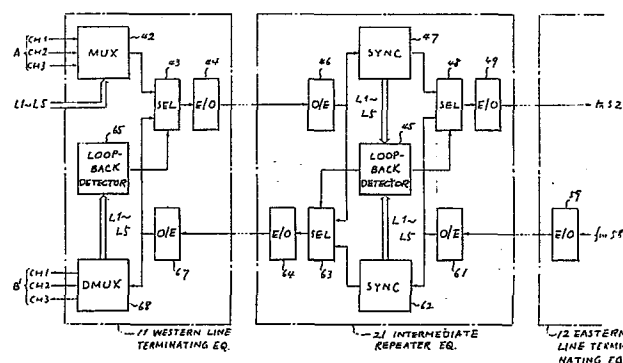 42
47
CH1
A CH2
CH3
MUX
43
44
46
SYNC
48
49
SEL
E/O
O/E
L1~
L5
SEL
E/O
L1~L5
65
45
LOOP-
BACK
DETECTOR
LOOP-
BACK
DETECTOR
59
L1~
L5
O/E
E/O
SEL
L1~
L5
O/E
E/O
67
64
63
61
B' CH1
CH2
CH3
DMUX
68
SYNC
62
11 WESTERN LINE
TERMINATING EQ.
21 INTERMEDIATE
REPEATER EQ.
12 EASTERN
LINE TERMI-
NATING EQ.